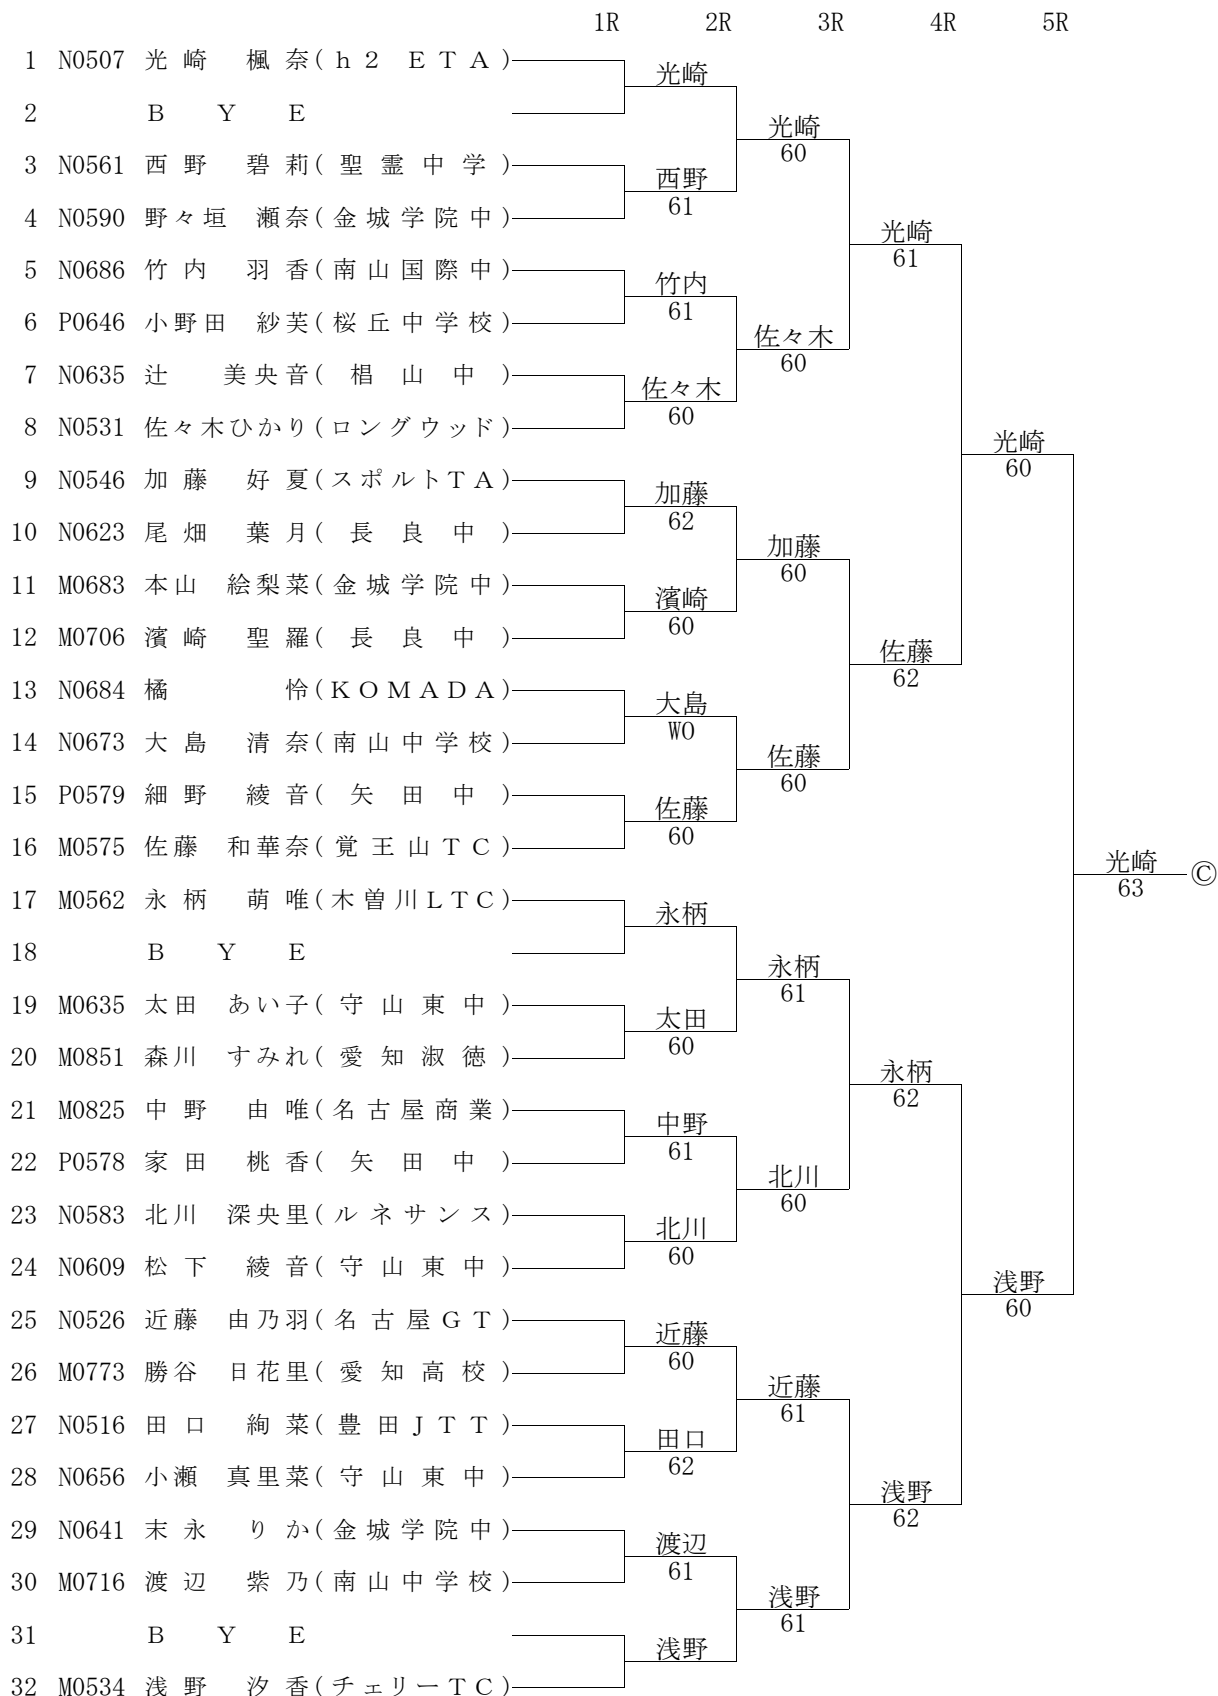 1R 2R 3R 4R 5R
1 N0507 光崎 楓奈(h2 ETA)
光崎
2 BYE
光崎
60
3 N0561 西野 碧莉(聖霊中学)
西野
61
4 N0590 野々垣 瀬奈(金城学院中)
光崎
61
5 N0686 竹内 羽香(南山国際中)
竹内
61
6 P0646 小野田 紗芙(桜丘中学校)
佐々木
60
7 N0635 辻 美央音(椙山中)
佐々木
60
8 N0531 佐々木ひかり(ロングウッド)
光崎
60
9 N0546 加藤 好夏(スポルトTA)
加藤
62
10 N0623 尾畑 葉月(長良中)
加藤
60
11 M0683 本山 絵梨菜(金城学院中)
濱崎
60
12 M0706 濱崎 聖羅(長良中)
佐藤
62
13 N0684 橘 怜(KOMADA)
大島
WO
14 N0673 大島 清奈(南山中学校)
佐藤
60
15 P0579 細野 綾音(矢田中)
佐藤
60
16 M0575 佐藤 和華奈(覚王山TC)
光崎
63
Ⓒ
17 M0562 永柄 萌唯(木曽川LTC)
永柄
18 BYE
永柄
61
19 M0635 太田 あい子(守山東中)
太田
60
20 M0851 森川 すみれ(愛知淑徳)
永柄
62
21 M0825 中野 由唯(名古屋商業)
中野
61
22 P0578 家田 桃香(矢田中)
北川
60
23 N0583 北川 深央里(ルネサンス)
北川
60
24 N0609 松下 綾音(守山東中)
浅野
60
25 N0526 近藤 由乃羽(名古屋GT)
近藤
60
26 M0773 勝谷 日花里(愛知高校)
近藤
61
27 N0516 田口 絢菜(豊田JTT)
田口
62
28 N0656 小瀬 真里菜(守山東中)
浅野
62
29 N0641 末永 りか(金城学院中)
渡辺
61
30 M0716 渡辺 紫乃(南山中学校)
浅野
61
31 BYE
浅野
32 M0534 浅野 汐香(チェリーTC)